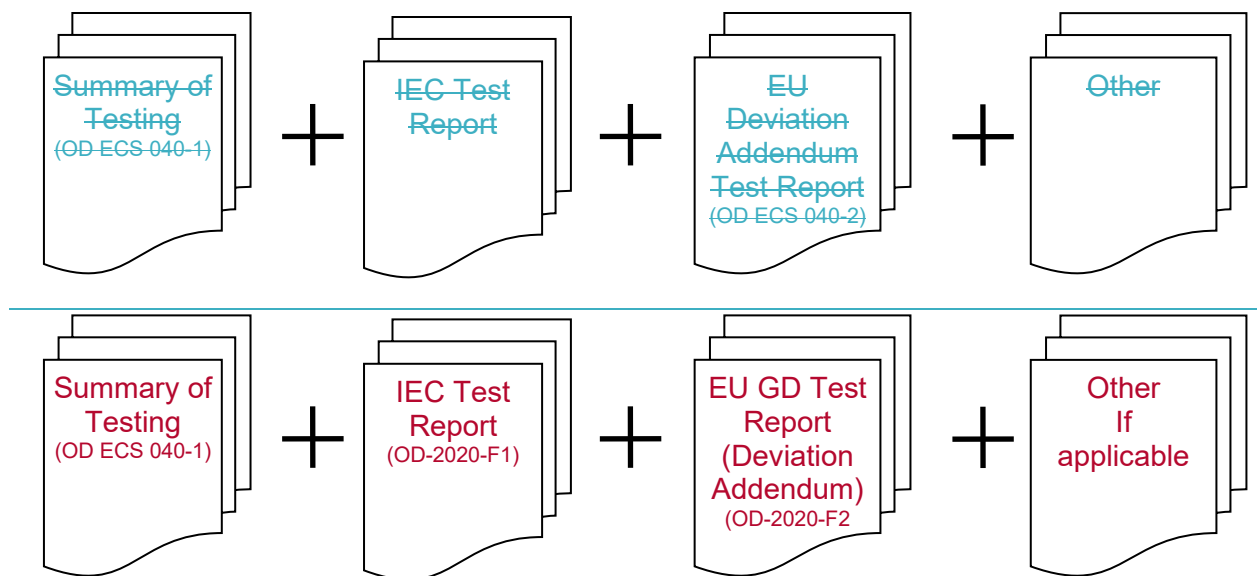 Summary of
Testing
(OD ECS 040-1)
IEC Test
Report
EU
Deviation
Addendum
Test Report
(OD ECS 040-2)
Other
Summary of
Testing
(OD ECS 040-1)
IEC Test
Report
(OD-2020-F1)
EU GD Test
Report
(Deviation
Addendum)
(OD-2020-F2
Other
If
applicable